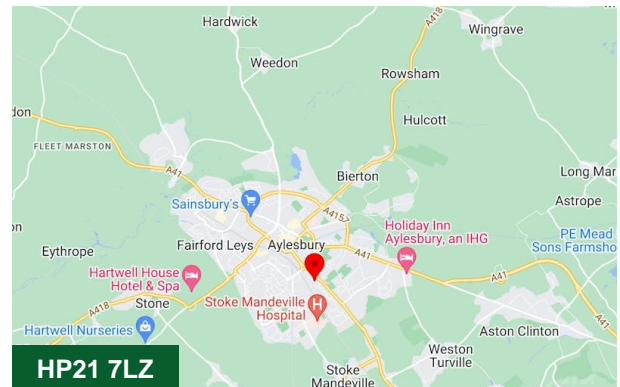 A418
Hardwick
Wingrave
Weedon
Rowsham
don
Hulcott
FLEET MARSTON
A41
Bierton
Long Mar
Sainsbury's
A4157
Astrope
on
Holiday Inn
Aylesbury, an IHG
PE Mead
Sons Farmsho
Eythrope
Fairford Leys
Aylesbury
A41
A41
Hartwell House
Hotel & Spa
A418
Stone
Stoke Mandeville
Hospital
H
Hartwell Nurseries
Aston Clinton
Weston
Turville
HP21 7LZ
Stoke
Mandeville